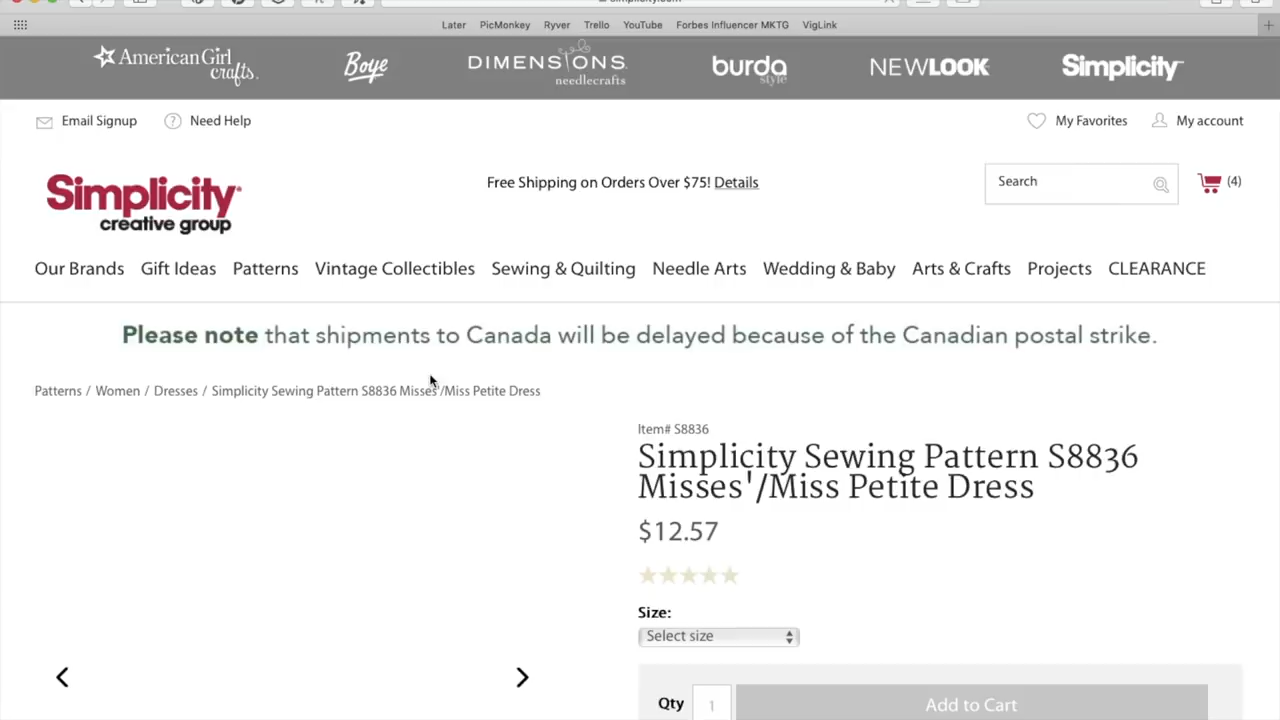 simplicity.com
Later PicMonkey Ryver Trello YouTube Forbes Influencer MKTG VigLink
American Girl crafts. Boye DIMENSIONS needlecrafts burda style NEWLOOK Simplicity
Email Signup Need Help My Favorites My account
Simplicity creative group
Free Shipping on Orders Over $75! Details
Search (4)
Our Brands Gift Ideas Patterns Vintage Collectibles Sewing & Quilting Needle Arts Wedding & Baby Arts & Crafts Projects CLEARANCE
Please note that shipments to Canada will be delayed because of the Canadian postal strike.
Patterns / Women / Dresses / Simplicity Sewing Pattern S8836 Misses'/Miss Petite Dress
Item# S8836
Simplicity Sewing Pattern S8836
Misses'/Miss Petite Dress
$12.57
Size:
Select size
Qty 1 Add to Cart